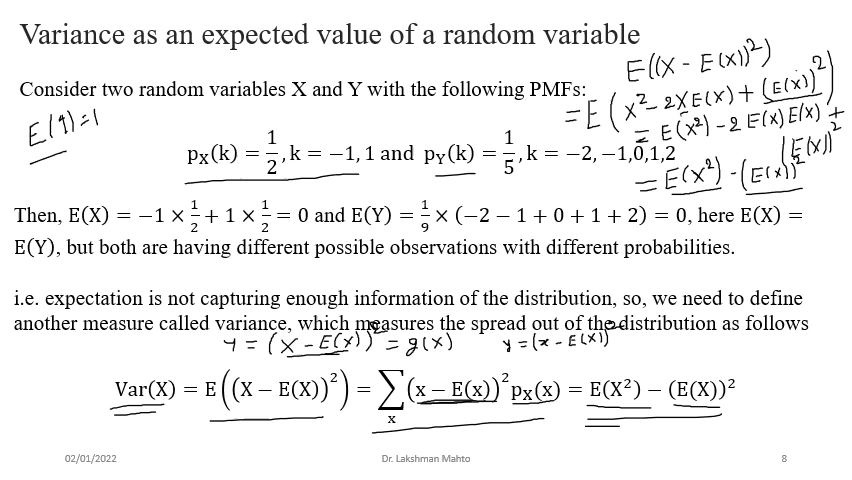 Variance as an expected value of a random variable
E((X - E(X))²)
Consider two random variables X and Y with the following PMFs:
= E(X² - 2XE(X) + (E(X))²)
E(1)=1
= E(X²) - 2 E(X) E(X) + (E(X))²
pX(k) = 1/2, k = −1, 1 and pY(k) = 1/5, k = −2, −1,0,1,2
= E(X²) - (E(X))²
Then, E(X) = −1 × 1/2 + 1 × 1/2 = 0 and E(Y) = 1/9 × (−2 − 1 + 0 + 1 + 2) = 0, here E(X) =
E(Y), but both are having different possible observations with different probabilities.
i.e. expectation is not capturing enough information of the distribution, so, we need to define
another measure called variance, which measures the spread out of the distribution as follows
Y = (X - E(X))² = g(X) y = (x - E(X))²
Var(X) = E((X − E(X))²) = ∑x (x − E(x))² pX(x) = E(X²) − (E(X))²
02/01/2022 Dr. Lakshman Mahto 8